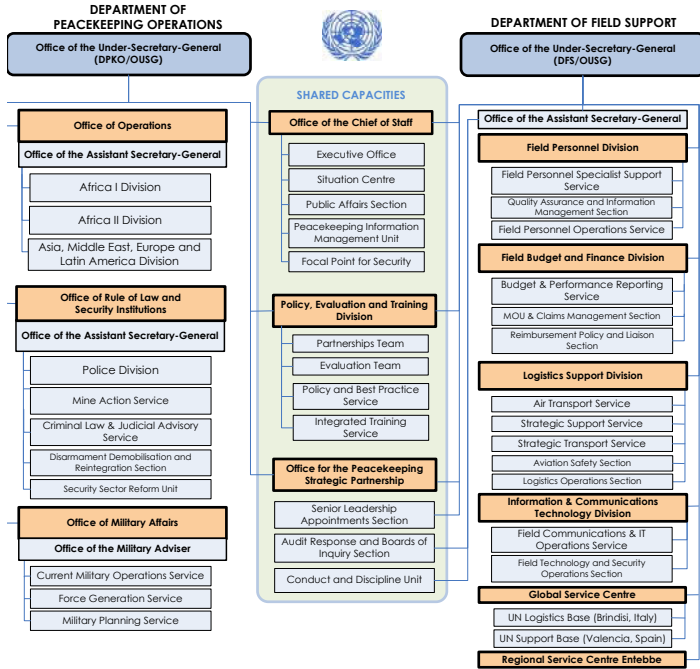 DEPARTMENT OF
PEACEKEEPING OPERATIONS
Office of the Under-Secretary-General
(DPKO/OUSG)
Office of Operations
Office of the Assistant Secretary-General
Africa I Division
Africa II Division
Asia, Middle East, Europe and
Latin America Division
Office of Rule of Law and
Security Institutions
Office of the Assistant Secretary-General
Police Division
Mine Action Service
Criminal Law & Judicial Advisory
Service
Disarmament Demobilisation and
Reintegration Section
Security Sector Reform Unit
Office of Military Affairs
Office of the Military Adviser
Current Military Operations Service
Force Generation Service
Military Planning Service
SHARED CAPACITIES
Office of the Chief of Staff
Executive Office
Situation Centre
Public Affairs Section
Peacekeeping Information
Management Unit
Focal Point for Security
Policy, Evaluation and Training
Division
Partnerships Team
Evaluation Team
Policy and Best Practice
Service
Integrated Training
Service
Office for the Peacekeeping
Strategic Partnership
Senior Leadership
Appointments Section
Audit Response and Boards of
Inquiry Section
Conduct and Discipline Unit
DEPARTMENT OF FIELD SUPPORT
Office of the Under-Secretary-General
(DFS/OUSG)
Office of the Assistant Secretary-General
Field Personnel Division
Field Personnel Specialist Support
Service
Quality Assurance and Information
Management Section
Field Personnel Operations Service
Field Budget and Finance Division
Budget & Performance Reporting
Service
MOU & Claims Management Section
Reimbursement Policy and Liaison
Section
Logistics Support Division
Air Transport Service
Strategic Support Service
Strategic Transport Service
Aviation Safety Section
Logistics Operations Section
Information & Communications
Technology Division
Field Communications & IT
Operations Service
Field Technology and Security
Operations Section
Global Service Centre
UN Logistics Base (Brindisi, Italy)
UN Support Base (Valencia, Spain)
Regional Service Centre Entebbe